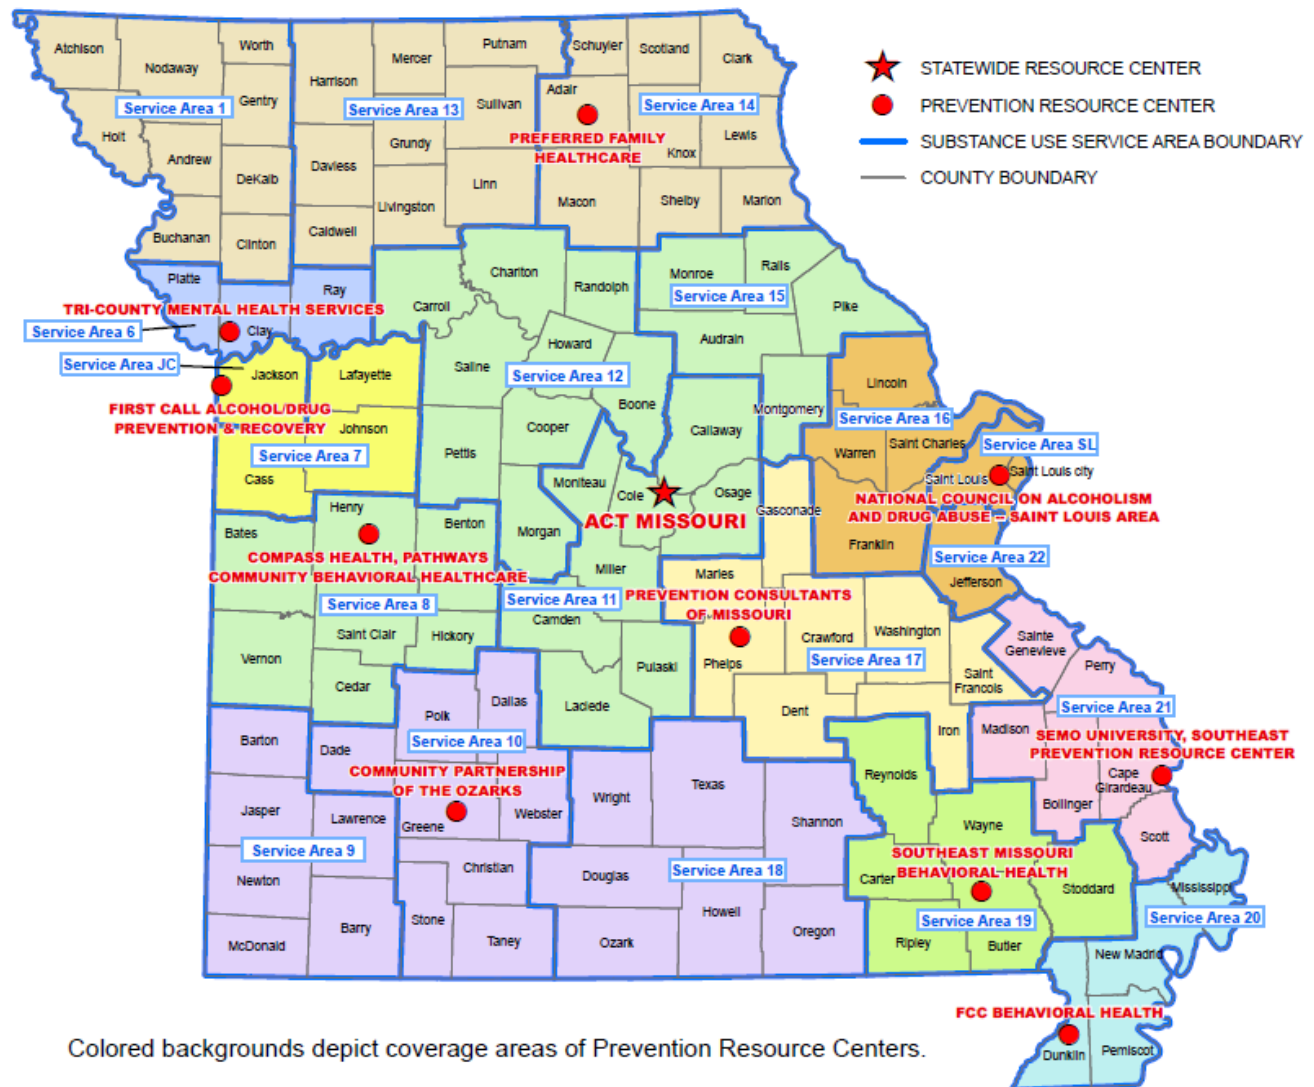 STATEWIDE RESOURCE CENTER
PREVENTION RESOURCE CENTER
SUBSTANCE USE SERVICE AREA BOUNDARY
COUNTY BOUNDARY
Atchison
Nodaway
Worth
Gentry
Holt
Andrew
DeKalb
Buchanan
Clinton
Service Area 1
Harrison
Mercer
Putnam
Sullivan
Grundy
Daviess
Linn
Livingston
Caldwell
Service Area 13
Schuyler
Scotland
Clark
Adair
Knox
Lewis
Macon
Shelby
Marion
Service Area 14
PREFERRED FAMILY
HEALTHCARE
Platte
Clay
Ray
TRI-COUNTY MENTAL HEALTH SERVICES
Service Area 6
Service Area JC
Jackson
Lafayette
FIRST CALL ALCOHOL/DRUG
PREVENTION & RECOVERY
Johnson
Service Area 7
Cass
Carroll
Chariton
Randolph
Howard
Saline
Service Area 12
Boone
Cooper
Pettis
Moniteau
Morgan
Monroe
Ralls
Service Area 15
Pike
Audrain
Montgomery
Callaway
Cole
Osage
ACT MISSOURI
Miller
Lincoln
Service Area 16
Warren
Saint Charles
Service Area SL
Saint Louis
Saint Louis city
NATIONAL COUNCIL ON ALCOHOLISM
AND DRUG ABUSE – SAINT LOUIS AREA
Franklin
Service Area 22
Jefferson
Gasconade
Henry
Bates
Benton
COMPASS HEALTH, PATHWAYS
COMMUNITY BEHAVIORAL HEALTHCARE
Service Area 8
Saint Clair
Hickory
Vernon
Cedar
Service Area 11
Camden
Pulaski
Laclede
Maries
PREVENTION CONSULTANTS
OF MISSOURI
Phelps
Crawford
Washington
Service Area 17
Saint
Francois
Dent
Iron
Sainte
Genevieve
Perry
Service Area 21
Madison
SEMO UNIVERSITY, SOUTHEAST
PREVENTION RESOURCE CENTER
Cape
Girardeau
Bollinger
Scott
Barton
Dade
Polk
Dallas
Service Area 10
COMMUNITY PARTNERSHIP
OF THE OZARKS
Jasper
Lawrence
Greene
Webster
Service Area 9
Newton
Christian
Barry
Stone
Taney
McDonald
Wright
Texas
Shannon
Douglas
Service Area 18
Howell
Ozark
Oregon
Reynolds
Wayne
SOUTHEAST MISSOURI
BEHAVIORAL HEALTH
Carter
Stoddard
Service Area 19
Ripley
Butler
Mississippi
Service Area 20
New Madrid
FCC BEHAVIORAL HEALTH
Dunklin
Pemiscot
Colored backgrounds depict coverage areas of Prevention Resource Centers.